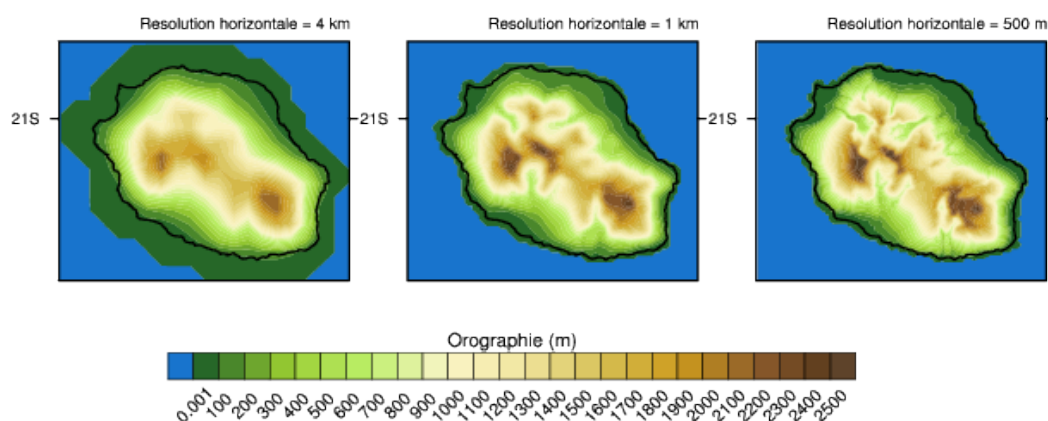 Resolution horizontale = 4 km
Resolution horizontale = 1 km
Resolution horizontale = 500 m
21S
21S
21S
Orographie (m)
0.001 100 200 300 400 500 600 700 800 900 1000 1100 1200 1300 1400 1500 1600 1700 1800 1900 2000 2100 2200 2300 2400 2500